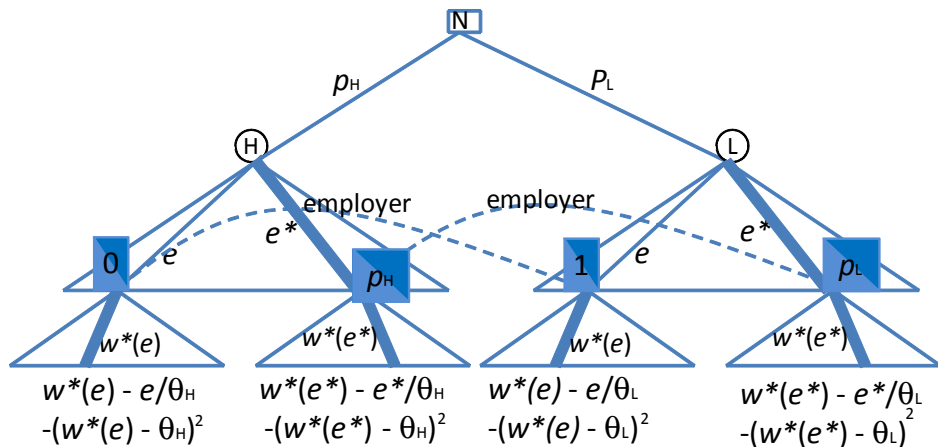 N
pH PL
H L
employer employer
e e* e e*
0 pH 1 pL
w*(e) w*(e*) w*(e) w*(e*)
w*(e) - e/θH w*(e*) - e*/θH w*(e) - e/θL w*(e*) - e*/θL
-(w*(e) - θH)² -(w*(e*) - θH)² -(w*(e) - θL)² -(w*(e*) - θL)²